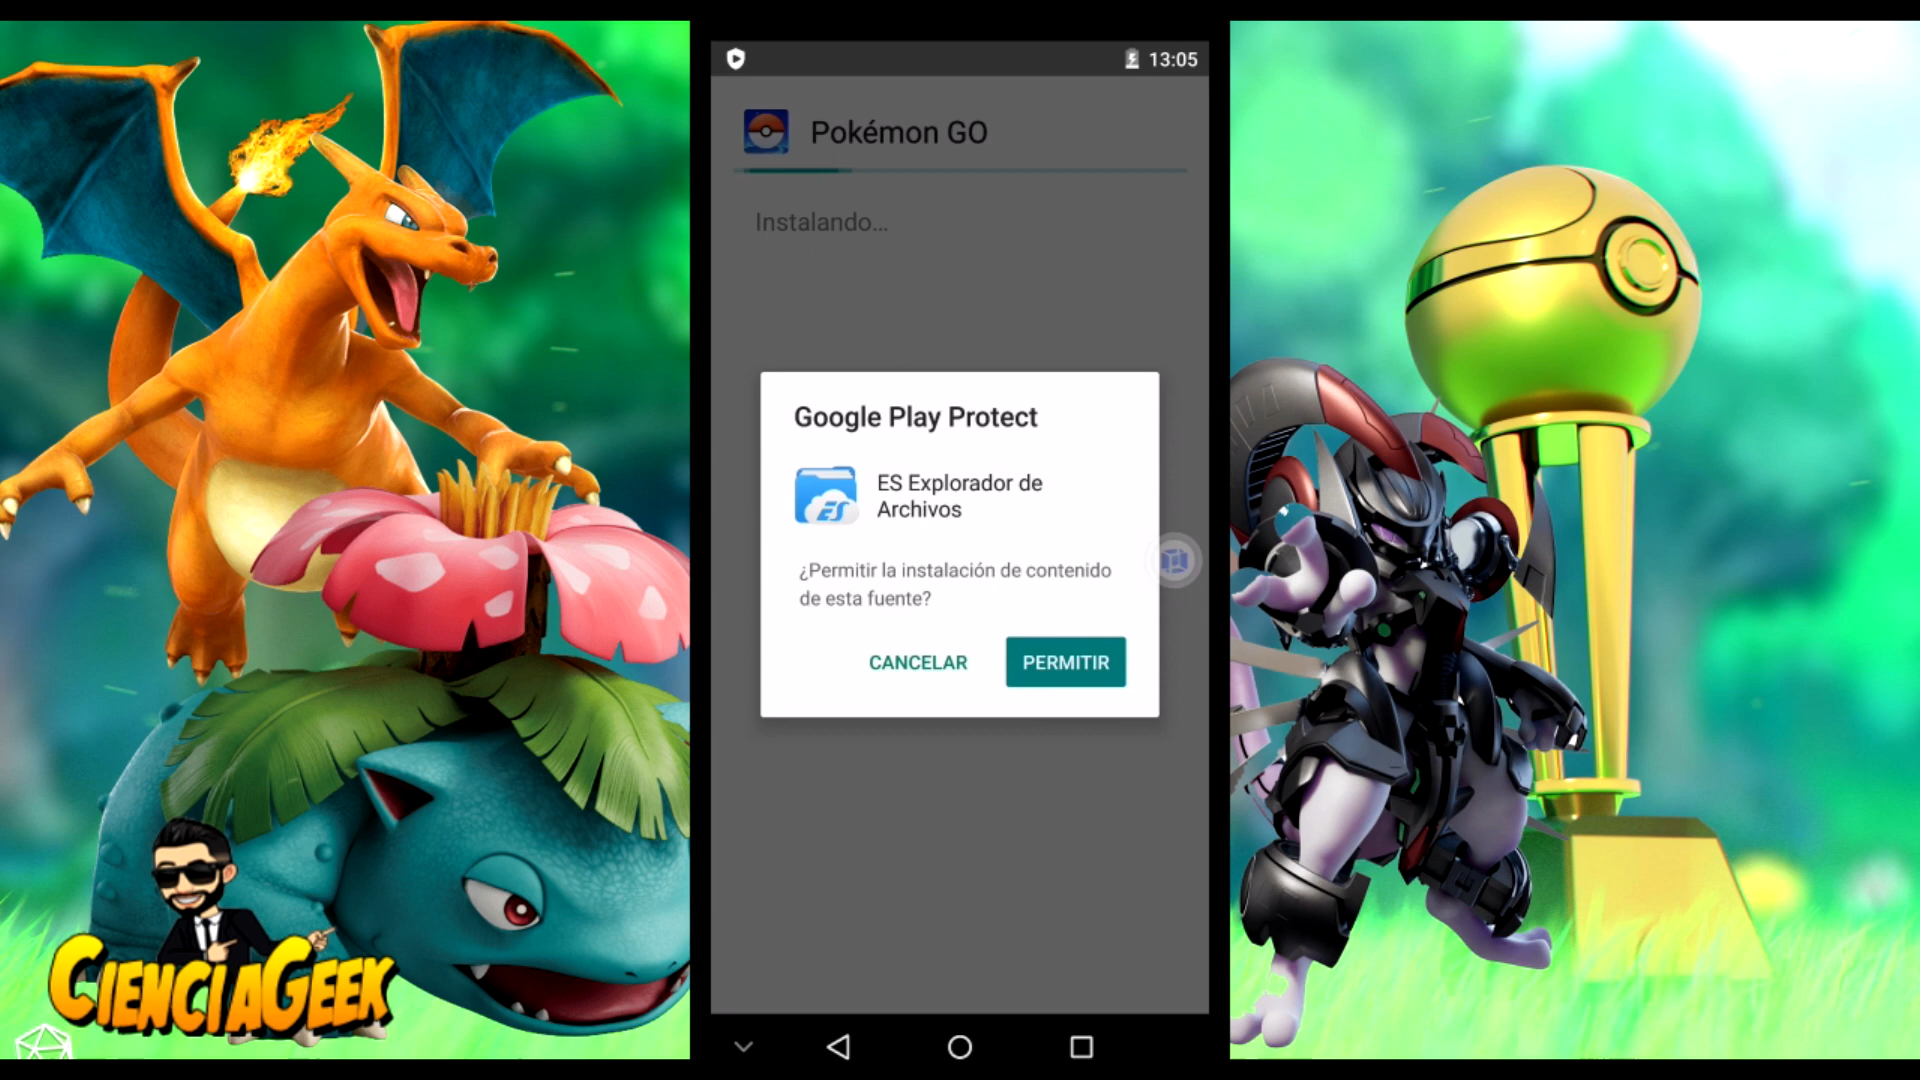 13:05
Pokémon GO
Instalando...
Google Play Protect
ES Explorador de
Archivos
ES
¿Permitir la instalación de contenido
de esta fuente?
CANCELAR
PERMITIR
CIENCIAGEEK